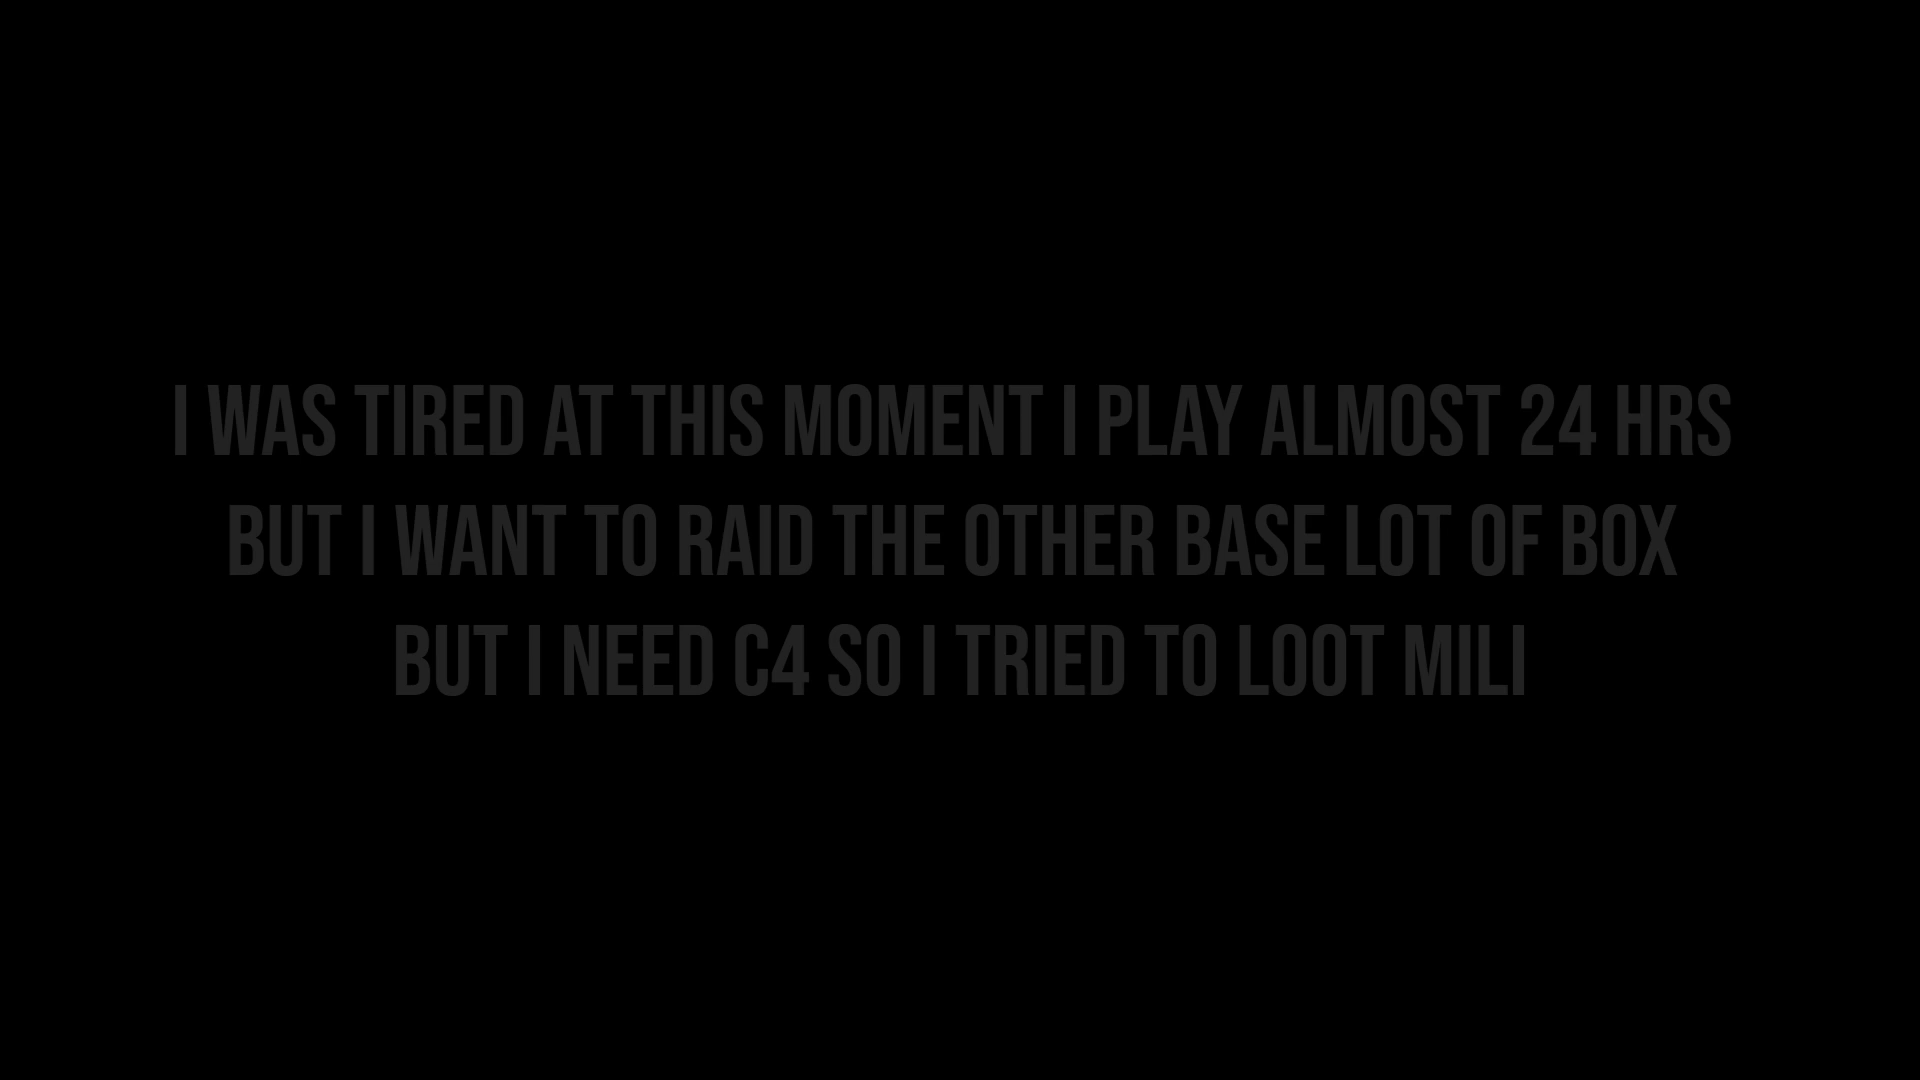 I WAS TIRED AT THIS MOMENT I PLAY ALMOST 24 HRS
BUT I WANT TO RAID THE OTHER BASE LOT OF BOX
BUT I NEED C4 SO I TRIED TO LOOT MILI